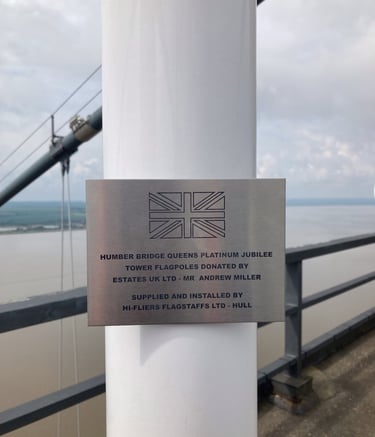 HUMBER BRIDGE QUEENS PLATINUM JUBILEE
TOWER FLAGPOLES DONATED BY
ESTATES UK LTD - MR ANDREW MILLER
SUPPLIED AND INSTALLED BY
HI-FLIERS FLAGSTAFFS LTD - HULL